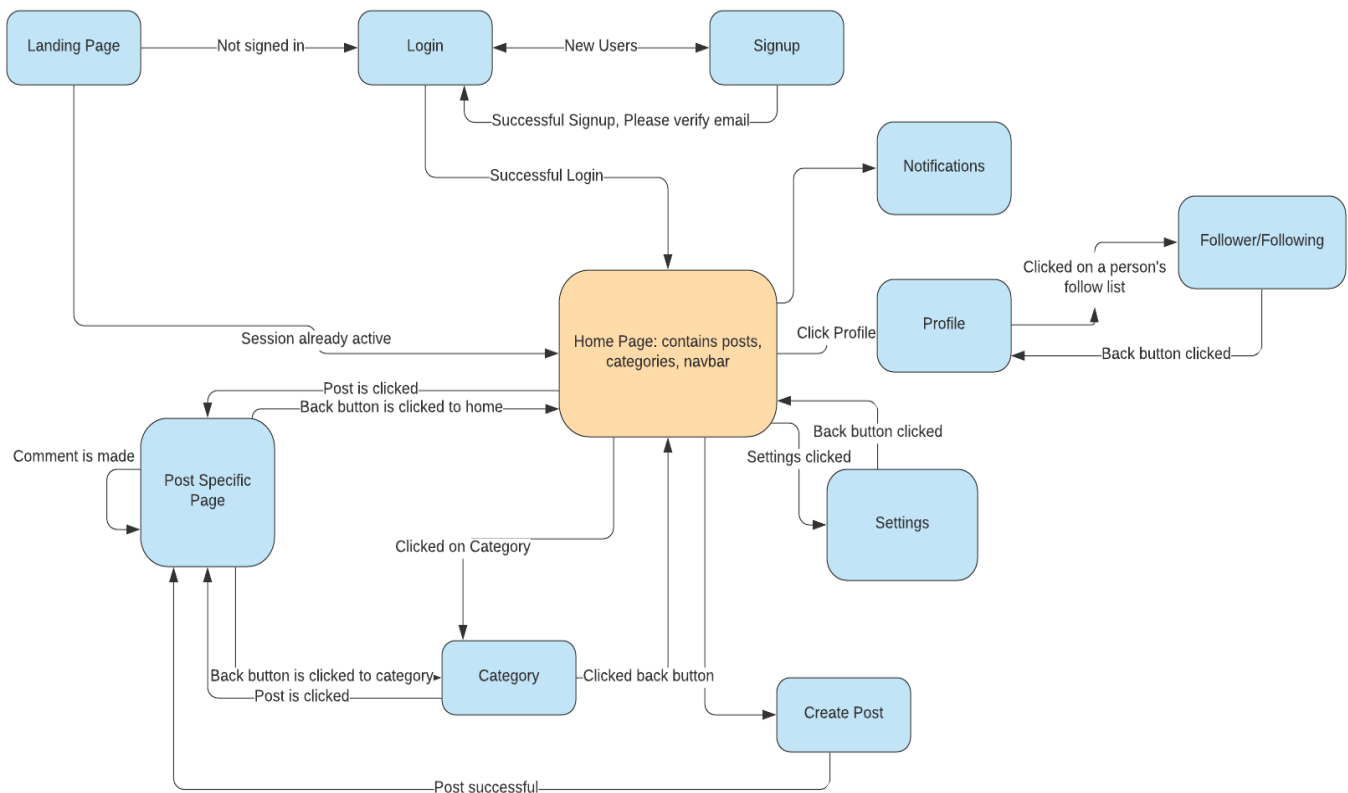 Landing Page
Not signed in
Login
New Users
Signup
Successful Signup, Please verify email
Successful Login
Notifications
Follower/Following
Clicked on a person's
follow list
Profile
Click Profile
Back button clicked
Session already active
Home Page: contains posts,
categories, navbar
Post is clicked
Back button is clicked to home
Back button clicked
Settings clicked
Comment is made
Post Specific
Page
Settings
Clicked on Category
Back button is clicked to category
Category
Clicked back button
Post is clicked
Create Post
Post successful